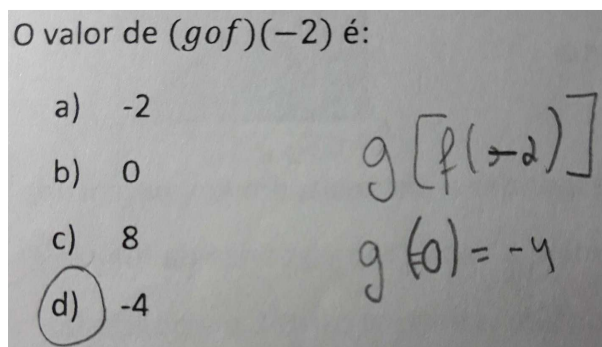 O valor de (gof)(−2) é:
a) -2
b) 0
c) 8
d) -4
g[f(-2)]
g(0) = -4